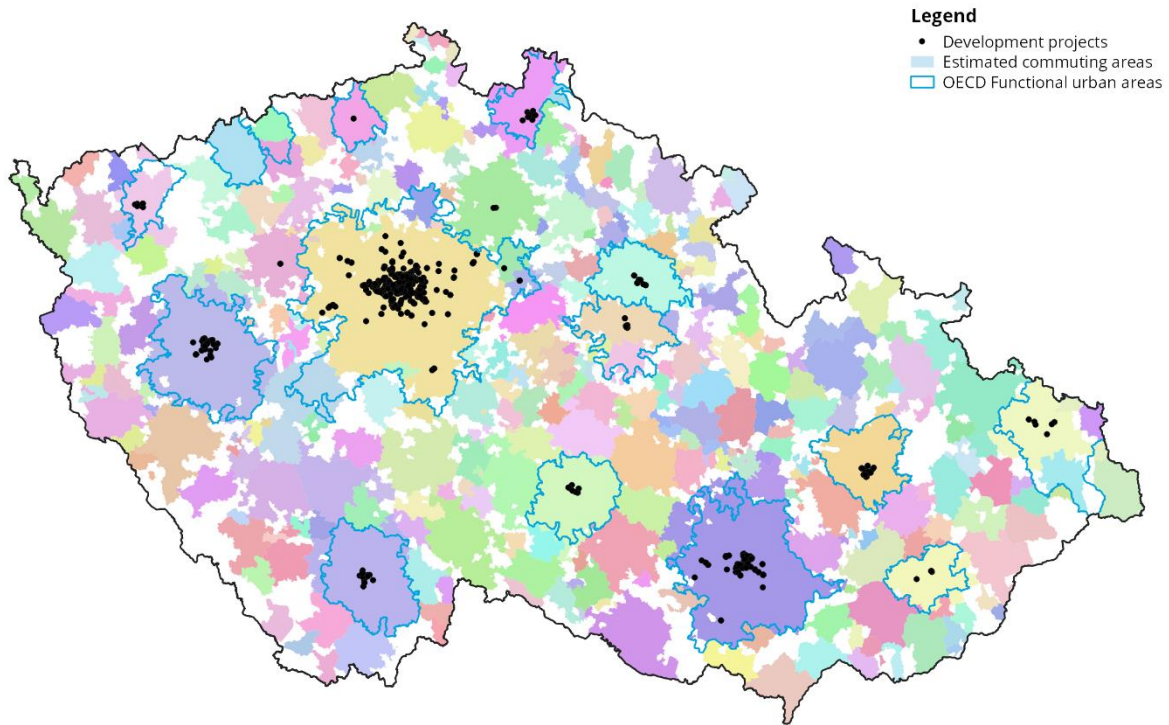 Legend
Development projects
Estimated commuting areas
OECD Functional urban areas